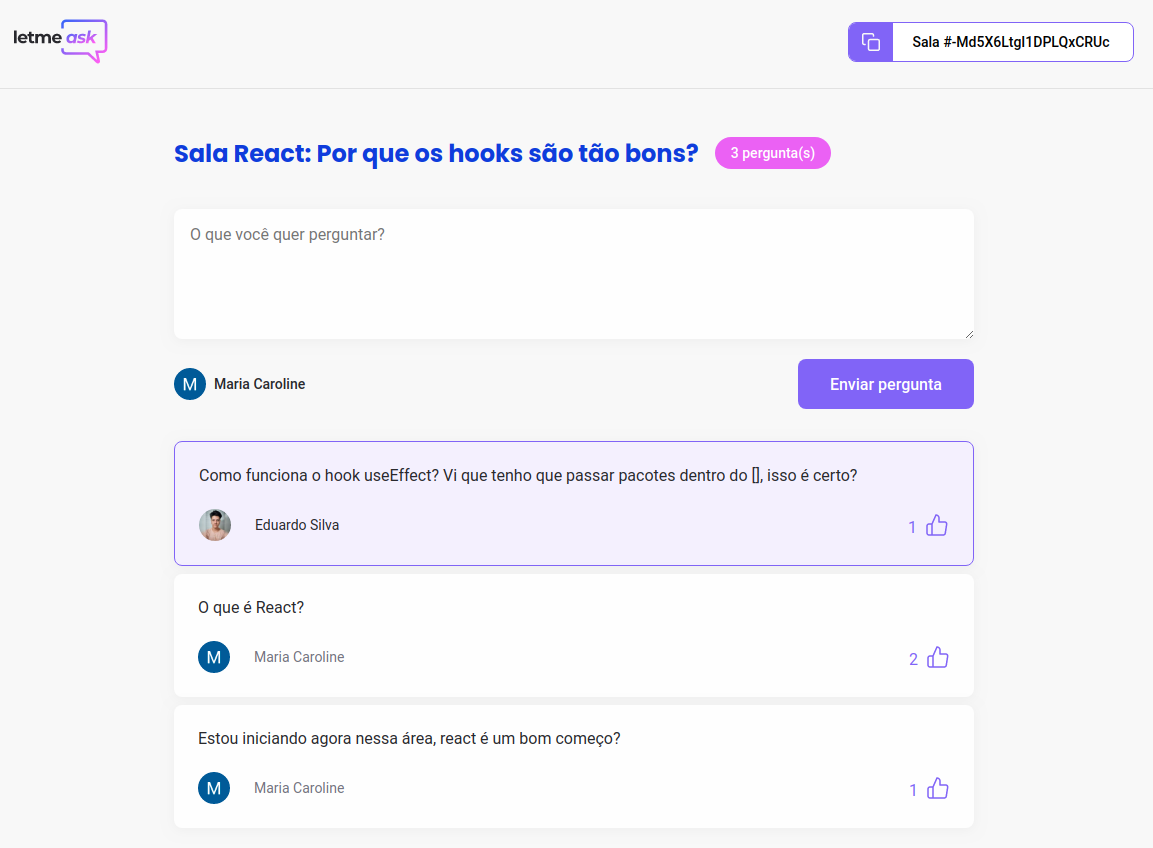 letme ask
Sala #-Md5X6LtgI1DPLQxCRUc
Sala React: Por que os hooks são tão bons?
3 pergunta(s)
O que você quer perguntar?
M
Maria Caroline
Enviar pergunta
Como funciona o hook useEffect? Vi que tenho que passar pacotes dentro do [], isso é certo?
Eduardo Silva
1
O que é React?
M
Maria Caroline
2
Estou iniciando agora nessa área, react é um bom começo?
M
Maria Caroline
1